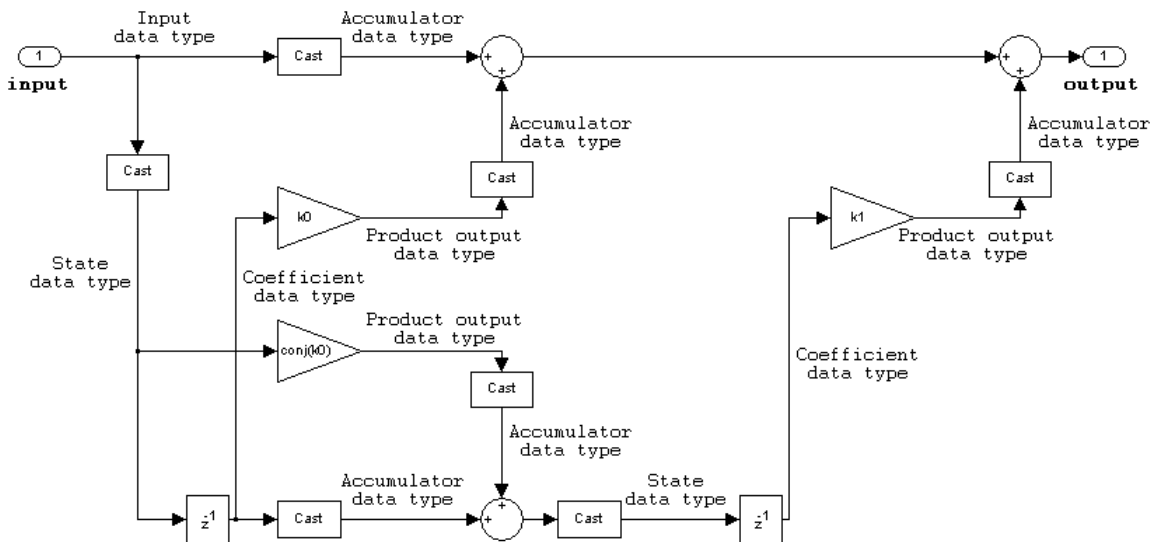 Input
data type
Accumulator
data type
1
input
Cast
+
+
+
+
1
output
Accumulator
data type
Accumulator
data type
Cast
Cast
Cast
k0
k1
Product output
data type
Product output
data type
State
data type
Coefficient
data type
Product output
data type
conj(k0)
Coefficient
data type
Cast
Accumulator
data type
Accumulator
data type
State
data type
z-1
Cast
+
+
Cast
z-1